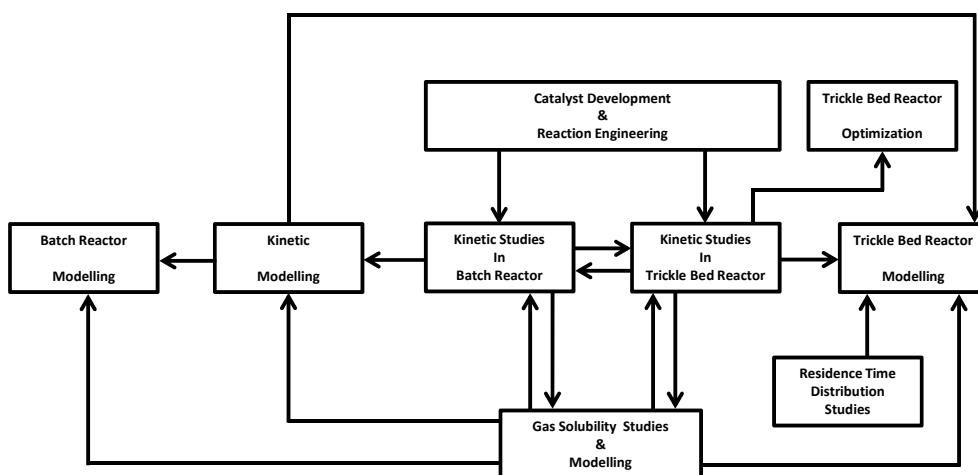 Catalyst Development
&
Reaction Engineering
Trickle Bed Reactor
Optimization
Batch Reactor
Modelling
Kinetic
Modelling
Kinetic Studies
In
Batch Reactor
Kinetic Studies
In
Trickle Bed Reactor
Trickle Bed Reactor
Modelling
Residence Time
Distribution
Studies
Gas Solubility Studies
&
Modelling